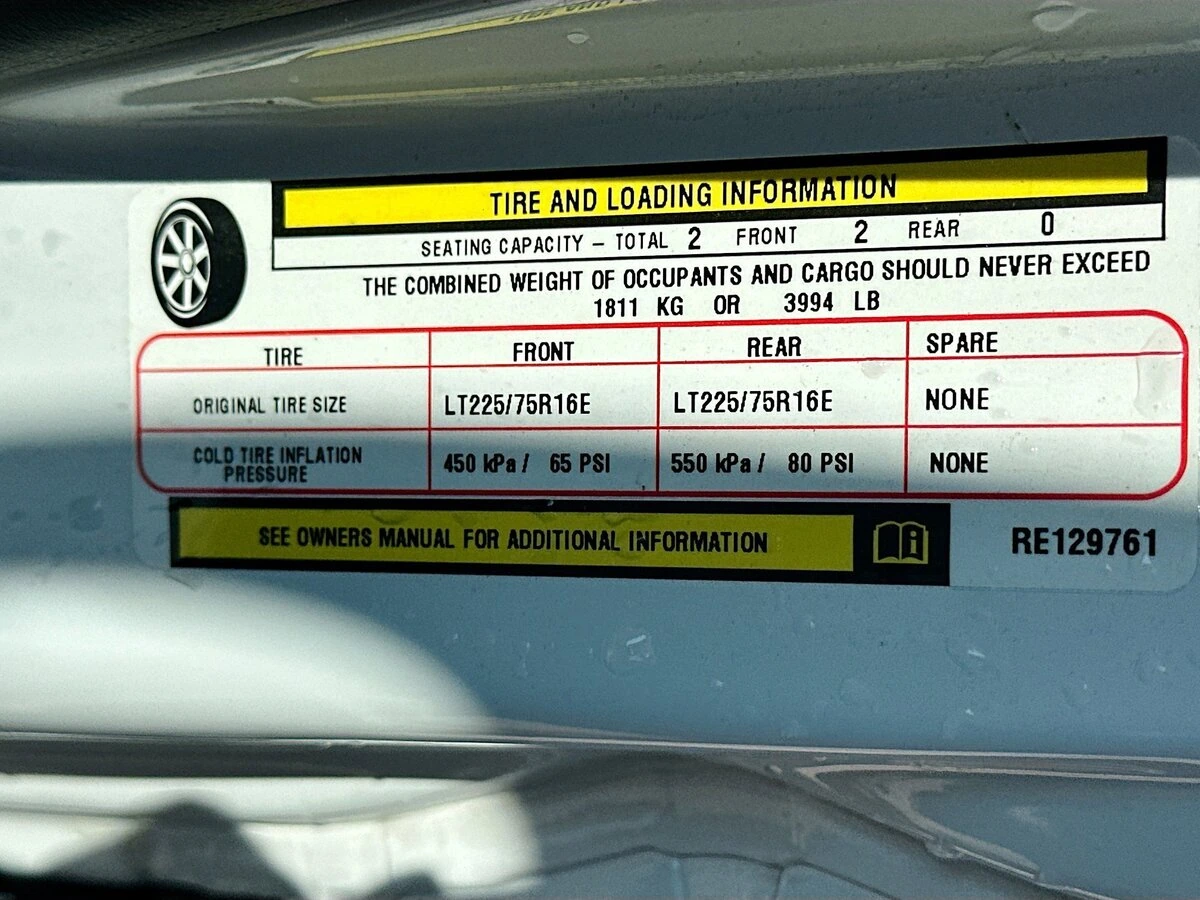 TIRE AND LOADING INFORMATION
SEATING CAPACITY – TOTAL 2 FRONT 2 REAR 0
THE COMBINED WEIGHT OF OCCUPANTS AND CARGO SHOULD NEVER EXCEED
1811 KG OR 3994 LB
TIRE FRONT REAR SPARE
ORIGINAL TIRE SIZE LT225/75R16E LT225/75R16E NONE
COLD TIRE INFLATION
PRESSURE 450 kPa / 65 PSI 550 kPa / 80 PSI NONE
SEE OWNERS MANUAL FOR ADDITIONAL INFORMATION
RE129761